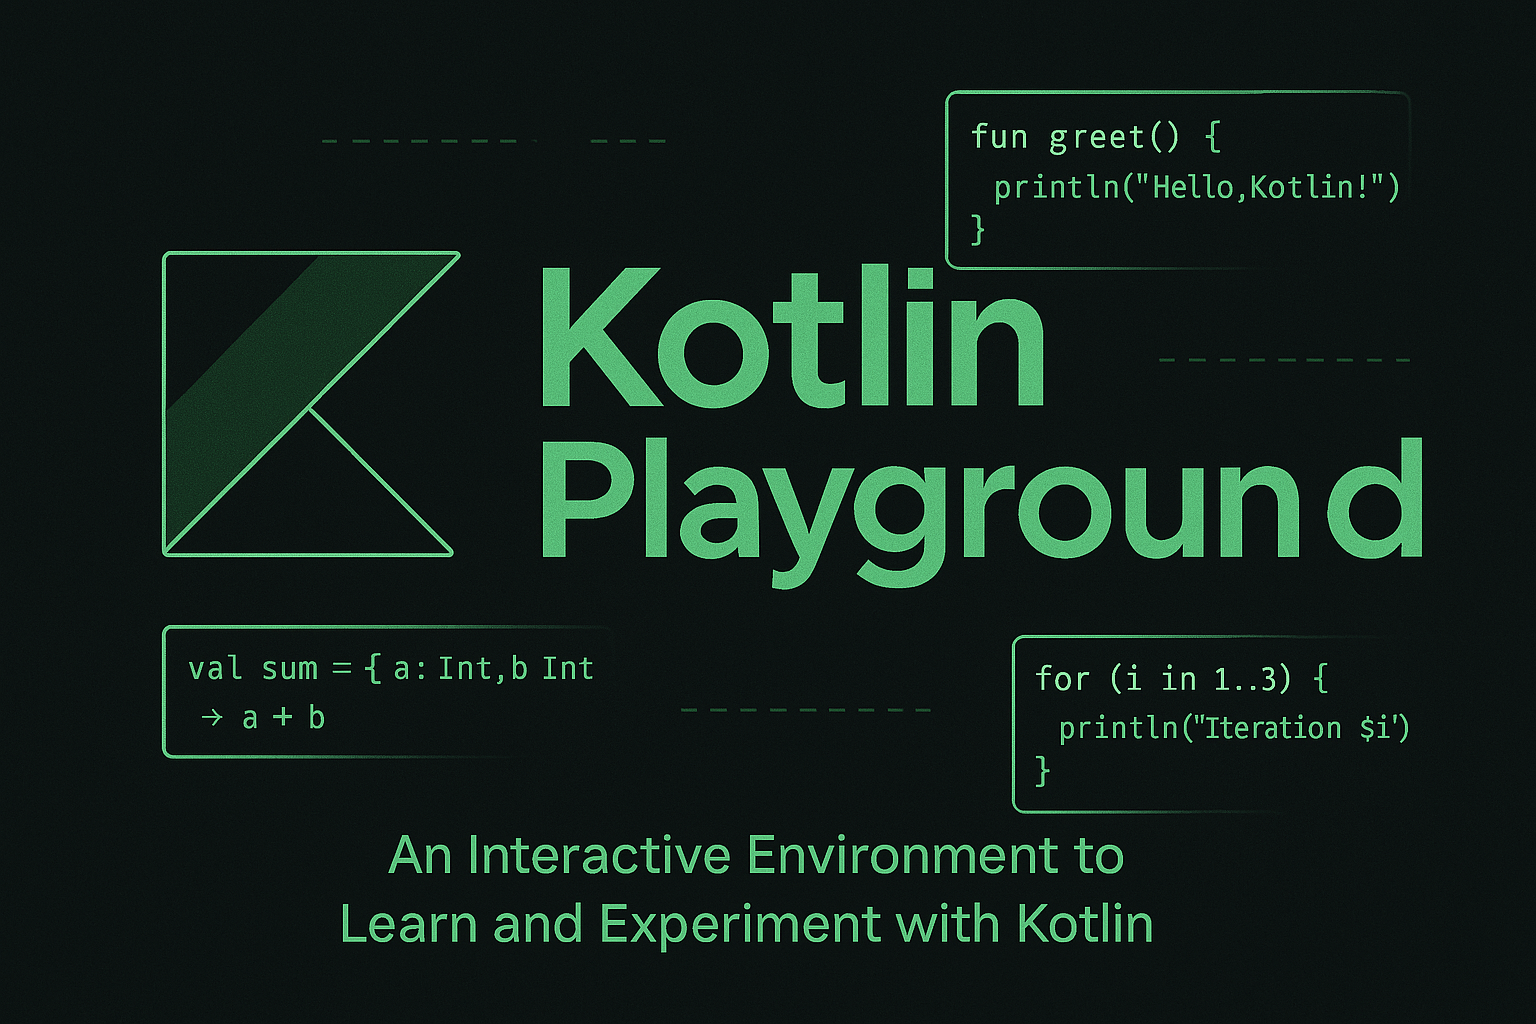 fun greet() {
println("Hello,Kotlin!")
}
Kotlin
Playground
val sum = { a: Int,b Int
→ a + b
for (i in 1..3) {
println("Iteration $i')
}
An Interactive Environment to
Learn and Experiment with Kotlin